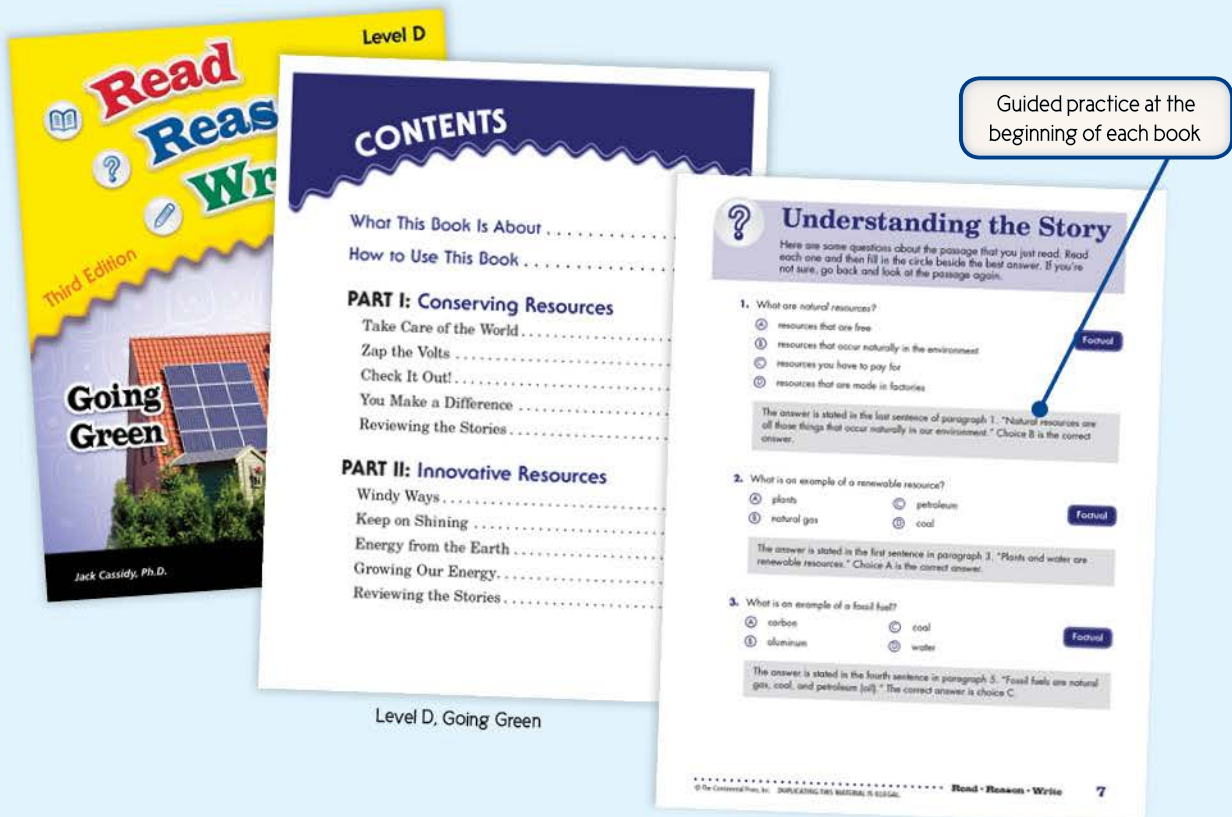 Level D
Read
Reas
Wr
Third Edition
Going
Green
Jack Cassidy, Ph.D.
CONTENTS
What This Book Is About
How to Use This Book
PART I: Conserving Resources
Take Care of the World
Zap the Volts
Check It Out!
You Make a Difference
Reviewing the Stories
PART II: Innovative Resources
Windy Ways
Keep on Shining
Energy from the Earth
Growing Our Energy
Reviewing the Stories
Level D, Going Green
Guided practice at the
beginning of each book
? Understanding the Story
Here are some questions about the passage that you just read. Read
each one and then fill in the circle beside the best answer. If you're
not sure, go back and look at the passage again.
1. What are natural resources?
A resources that are free
B resources that occur naturally in the environment
C resources you have to pay for
D resources that are made in factories
Factual
The answer is stated in the last sentence of paragraph 1. "Natural resources are
all those things that occur naturally in our environment." Choice B is the correct
answer.
2. What is an example of a renewable resource?
A plants C petroleum
B natural gas D coal
Factual
The answer is stated in the first sentence in paragraph 3. "Plants and water are
renewable resources." Choice A is the correct answer.
3. What is an example of a fossil fuel?
A carbon C coal
B aluminum D water
Factual
The answer is stated in the fourth sentence in paragraph 5. "Fossil fuels are natural
gas, coal, and petroleum (oil)." The correct answer is choice C.
© The Continental Press, Inc. DUPLICATING THIS MATERIAL IS ILLEGAL. Read • Reason • Write 7